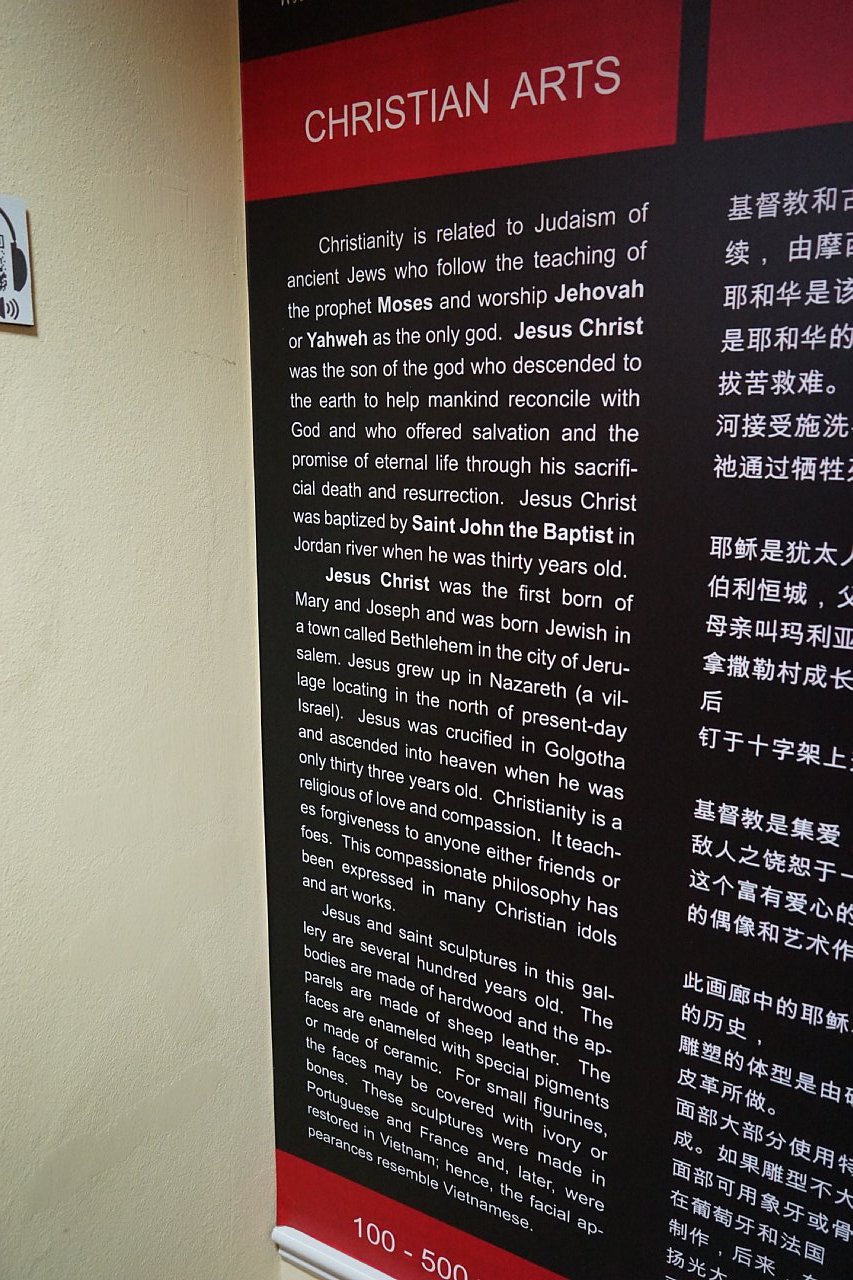 CHRISTIAN ARTS
Christianity is related to Judaism of
ancient Jews who follow the teaching of
the prophet Moses and worship Jehovah
or Yahweh as the only god. Jesus Christ
was the son of the god who descended to
the earth to help mankind reconcile with
God and who offered salvation and the
promise of eternal life through his sacrifi-
cial death and resurrection. Jesus Christ
was baptized by Saint John the Baptist in
Jordan river when he was thirty years old.
Jesus Christ was the first born of
Mary and Joseph and was born Jewish in
a town called Bethlehem in the city of Jeru-
salem. Jesus grew up in Nazareth (a vil-
lage locating in the north of present-day
Israel). Jesus was crucified in Golgotha
and ascended into heaven when he was
only thirty three years old. Christianity is a
religious of love and compassion. It teach-
es forgiveness to anyone either friends or
foes. This compassionate philosophy has
been expressed in many Christian idols
and art works.
Jesus and saint sculptures in this gal-
lery are several hundred years old. The
bodies are made of hardwood and the ap-
parels are made of sheep leather. The
faces are enameled with special pigments
or made of ceramic. For small figurines,
the faces may be covered with ivory or
bones. These sculptures were made in
Portuguese and France and, later, were
restored in Vietnam; hence, the facial ap-
pearances resemble Vietnamese.
100 - 500
基督教和
续，由摩西
耶和华是该
是耶和华的
拔苦救难。
河接受施洗
祂通过牺牲
耶稣是犹太人
伯利恒城，父
母亲叫玛利亚
拿撒勒村成长
后
钉于十字架上
基督教是集爱
敌人之饶恕于一
这个富有爱心的
的偶像和艺术作
此画廊中的耶稣
的历史，
雕塑的体型是由硬
皮革所做。
面部大部分使用特
成。如果雕型不大
面部可用象牙或骨
在葡萄牙和法国
制作，后来
扬光大